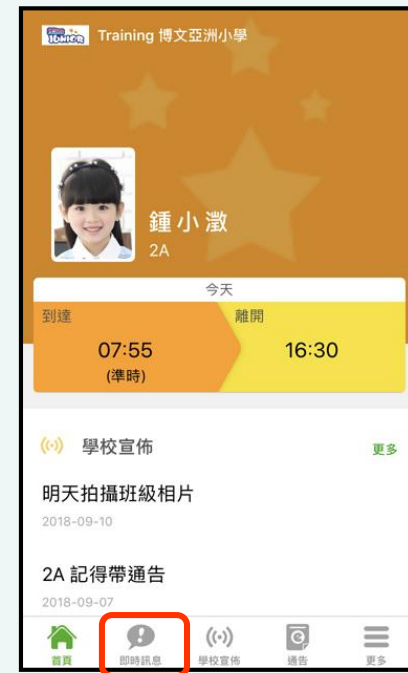 JUNIOR
Training 博文亞洲小學
鍾小澂
2A
今天
到達
離開
07:55
16:30
(準時)
學校宣佈
更多
明天拍攝班級相片
2018-09-10
2A 記得帶通告
2018-09-07
首頁
即時訊息
學校宣佈
通告
更多